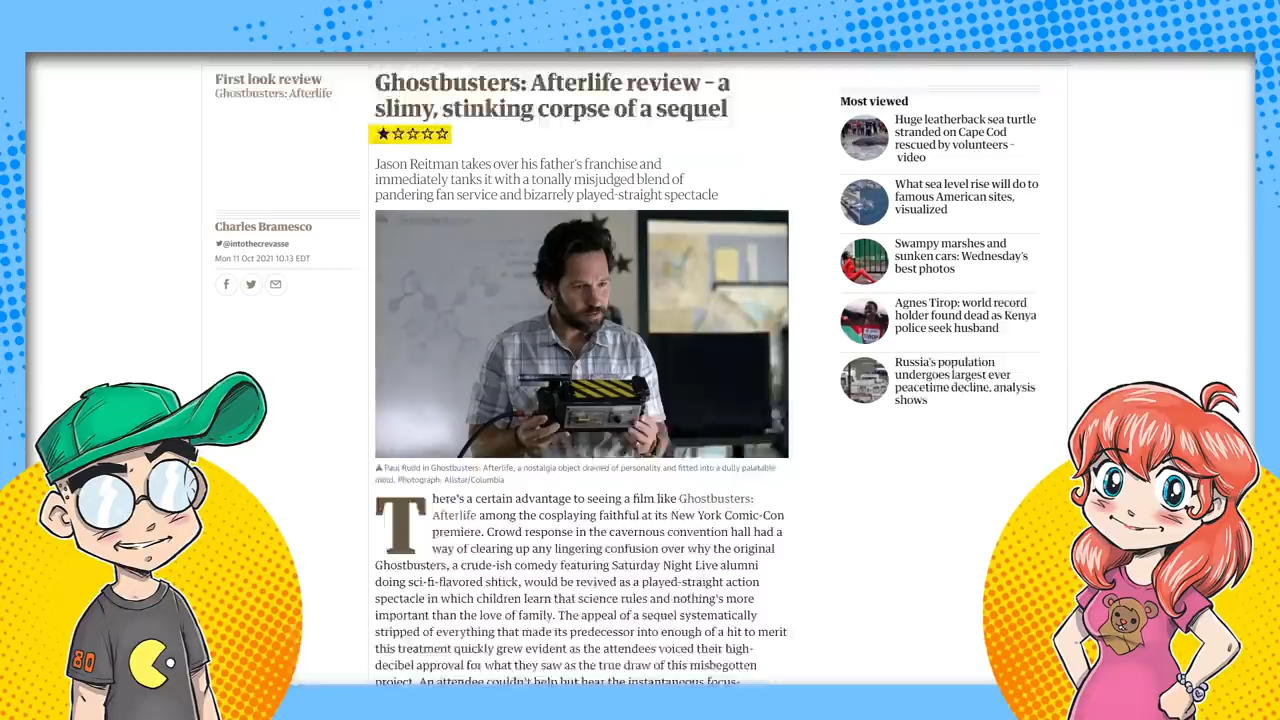 First look review
Ghostbusters: Afterlife
Ghostbusters: Afterlife review – a
slimy, stinking corpse of a sequel
Jason Reitman takes over his father's franchise and
immediately tanks it with a tonally misjudged blend of
pandering fan service and bizarrely played-straight spectacle
Charles Bramesco
@intothecrevasse
Mon 11 Oct 2021 10.13 EDT
Paul Rudd in Ghostbusters: Afterlife, a nostalgia object drained of personality and fitted into a dully palatable
mold. Photograph: Alistar/Columbia
There's a certain advantage to seeing a film like Ghostbusters:
Afterlife among the cosplaying faithful at its New York Comic-Con
premiere. Crowd response in the cavernous convention hall had a
way of clearing up any lingering confusion over why the original
Ghostbusters, a crude-ish comedy featuring Saturday Night Live alumni
doing sci-fi-flavored shtick, would be revived as a played-straight action
spectacle in which children learn that science rules and nothing's more
important than the love of family. The appeal of a sequel systematically
stripped of everything that made its predecessor into enough of a hit to merit
this treatment quickly grew evident as the attendees voiced their high-
decibel approval for what they saw as the true draw of this misbegotten
project. An attendee couldn't help but hear the instantaneous focus-
Most viewed
Huge leatherback sea turtle
stranded on Cape Cod
rescued by volunteers –
video
What sea level rise will do to
famous American sites,
visualized
Swampy marshes and
sunken cars: Wednesday's
best photos
Agnes Tirop: world record
holder found dead as Kenya
police seek husband
Russia's population
undergoes largest ever
peacetime decline, analysis
shows
80